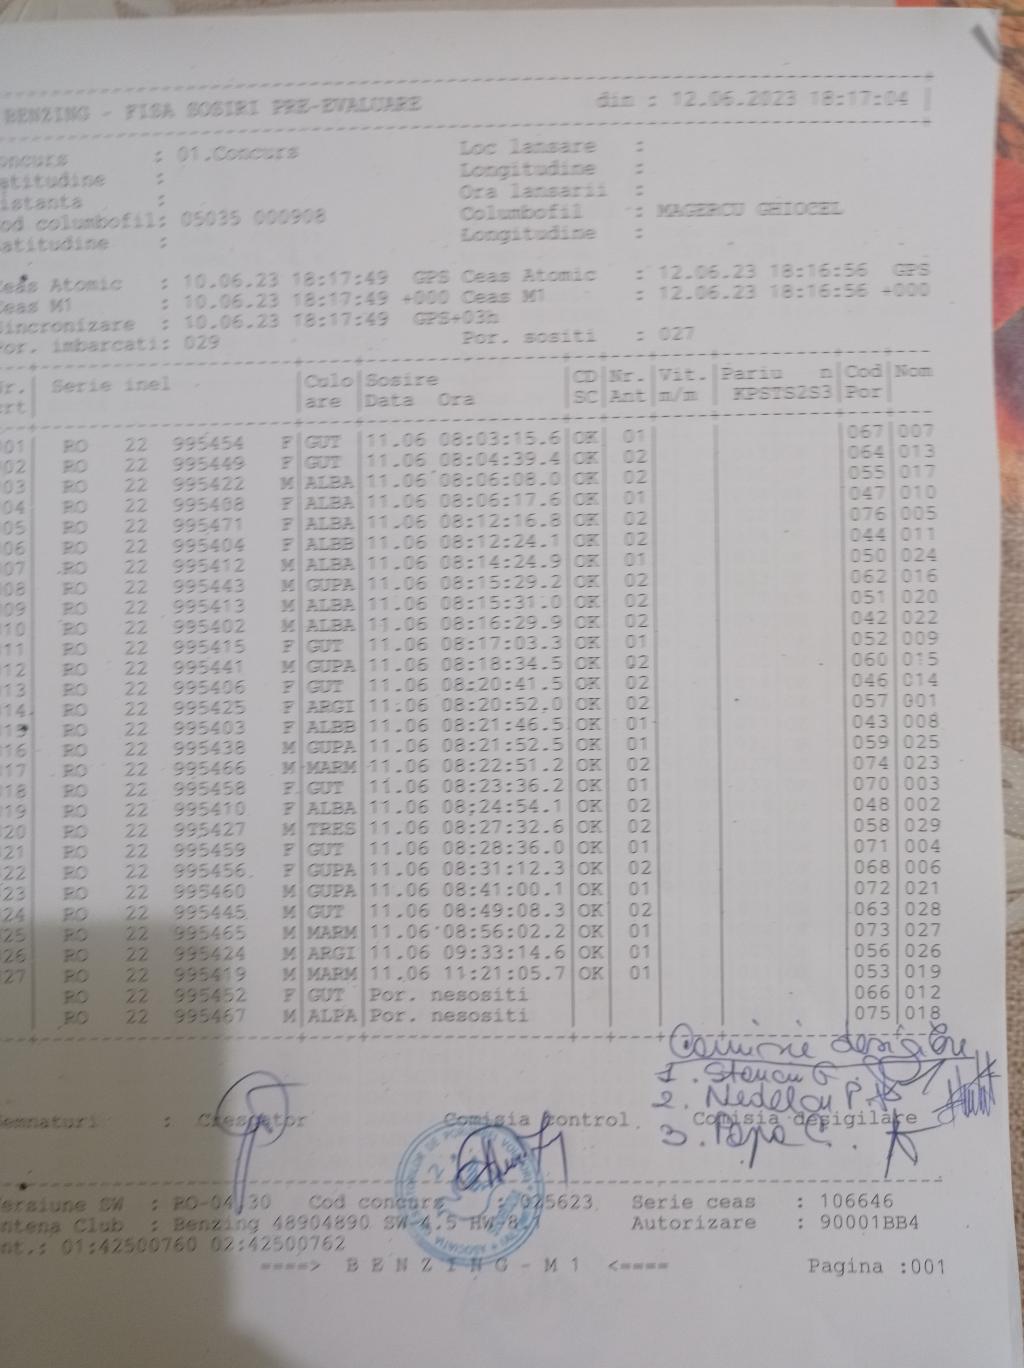 BENZING - FISA SOSIRI PRE-EVALUARE din : 12.06.2023 18:17:04
oncurs : 01.Concurs Loc lansare :
atitudine : Longitudine :
istanta : Ora lansarii :
od columbofil: 05035 000908 Columbofil : MAGERCU GHIOCEL
atitudine : Longitudine :
eas Atomic : 10.06.23 18:17:49 GPS Ceas Atomic : 12.06.23 18:16:56 GPS
eas M1 : 10.06.23 18:17:49 +000 Ceas M1 : 12.06.23 18:16:56 +000
incronizare : 10.06.23 18:17:49 GPS+03h
or. imbarcati: 029 Por. sositi : 027
r. Serie inel Culo Sosire CD Nr. Vit. Pariu n Cod Nom
rt are Data Ora SC Ant m/m KPSTS2S3 Por
001 RO 22 995454 F GUT 11.06 08:03:15.6 OK 01 067 007
02 RO 22 995449 F GUT 11.06 08:04:39.4 OK 02 064 013
03 RO 22 995422 M ALBA 11.06 08:06:08.0 OK 02 055 017
04 RO 22 995408 F ALBA 11.06 08:06:17.6 OK 01 047 010
05 RO 22 995471 F ALBA 11.06 08:12:16.8 OK 02 076 005
06 RO 22 995404 F ALBB 11.06 08:12:24.1 OK 02 044 011
07 RO 22 995412 M ALBA 11.06 08:14:24.9 OK 01 050 024
08 RO 22 995443 M GUPA 11.06 08:15:29.2 OK 02 062 016
09 RO 22 995413 M ALBA 11.06 08:15:31.0 OK 02 051 020
010 RO 22 995402 M ALBA 11.06 08:16:29.9 OK 02 042 022
011 RO 22 995415 F GUT 11.06 08:17:03.3 OK 01 052 009
012 RO 22 995441 M GUPA 11.06 08:18:34.5 OK 02 060 015
013 RO 22 995406 F GUT 11.06 08:20:41.5 OK 02 046 014
014 RO 22 995425 F ARGI 11.06 08:20:52.0 OK 02 057 001
015 RO 22 995403 F ALBB 11.06 08:21:46.5 OK 01 043 008
016 RO 22 995438 M GUPA 11.06 08:21:52.5 OK 01 059 025
017 RO 22 995466 M MARM 11.06 08:22:51.2 OK 02 074 023
018 RO 22 995458 F GUT 11.06 08:23:36.2 OK 01 070 003
019 RO 22 995410 F ALBA 11.06 08:24:54.1 OK 02 048 002
020 RO 22 995427 M TRES 11.06 08:27:32.6 OK 02 058 029
021 RO 22 995459 F GUT 11.06 08:28:36.0 OK 01 071 004
022 RO 22 995456 F GUPA 11.06 08:31:12.3 OK 02 068 006
023 RO 22 995460 M GUPA 11.06 08:41:00.1 OK 01 072 021
024 RO 22 995445 M GUT 11.06 08:49:08.3 OK 02 063 028
025 RO 22 995465 M MARM 11.06 08:56:02.2 OK 01 073 027
026 RO 22 995424 M ARGI 11.06 09:33:14.6 OK 01 056 026
027 RO 22 995419 M MARM 11.06 11:21:05.7 OK 01 053 019
RO 22 995452 F GUT Por. nesositi 066 012
RO 22 995467 M ALPA Por. nesositi 075 018
1. Stancu G.
2. Nedelcu P.
3. Popa C.
emnaturi : Crescator Comisia control Comisia desigilare
ersiune SW : RO-04.30 Cod concurs : 025623 Serie ceas : 106646
ntena Club : Benzing 48904890 SW-4.5 HW-8.1 Autorizare : 90001BB4
nt.: 01:42500760 02:42500762
====> B E N Z I N G - M 1 <==== Pagina :001